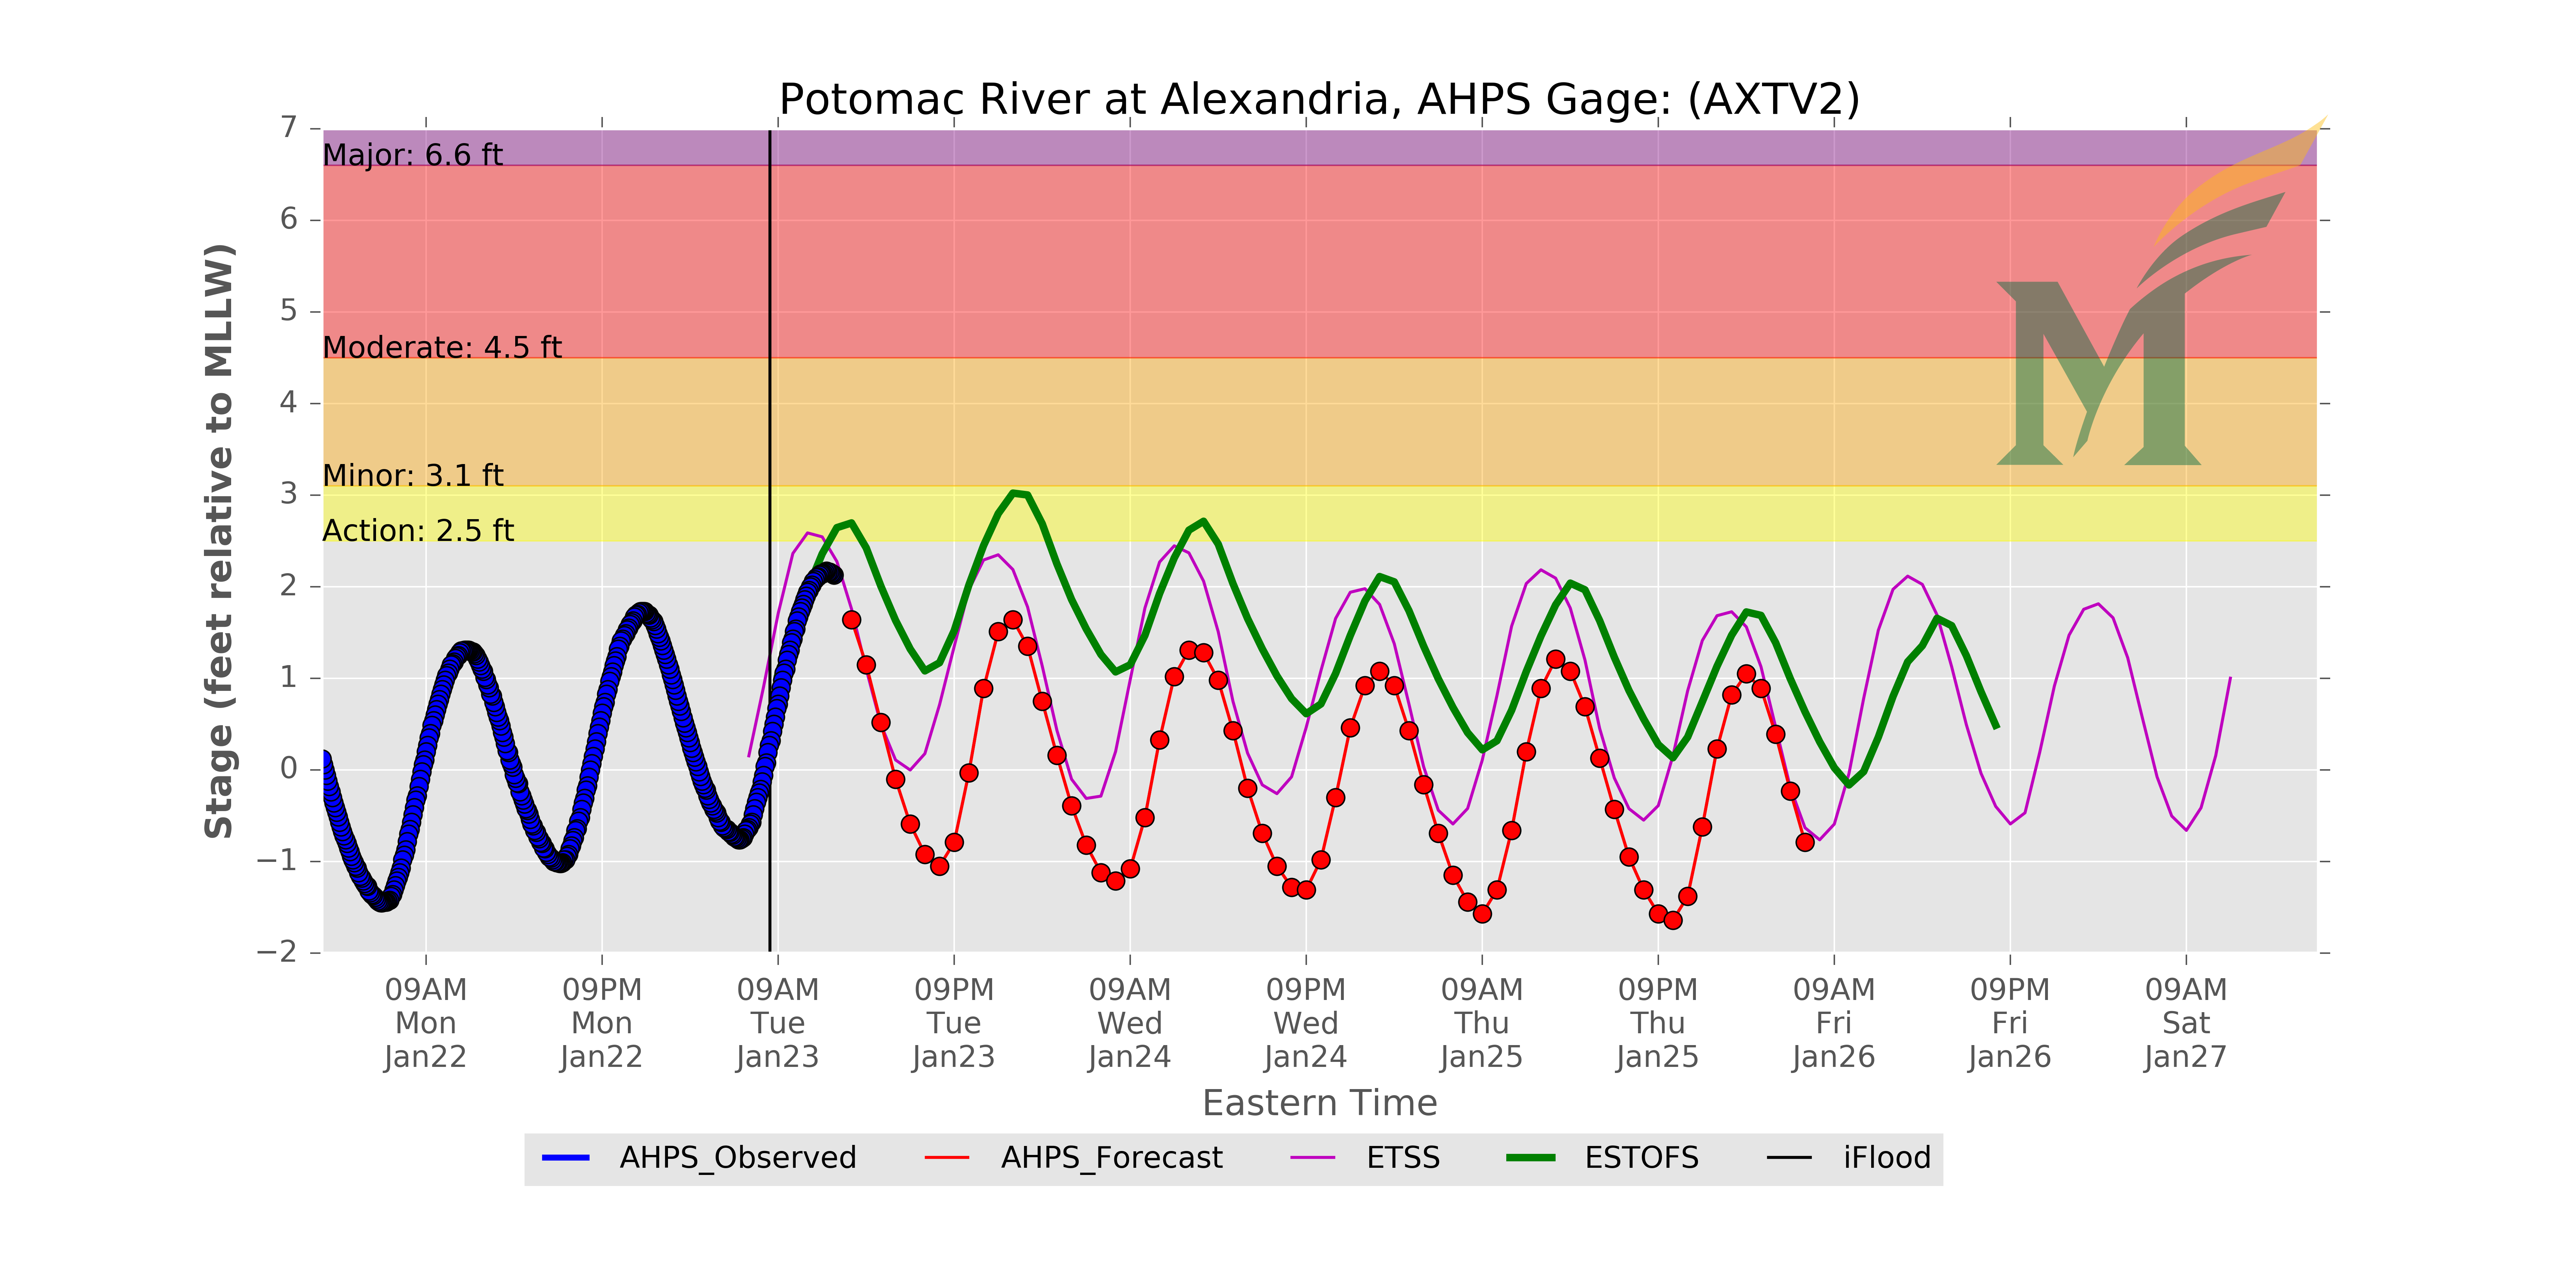 Potomac River at Alexandria, AHPS Gage: (AXTV2)
7
Major: 6.6 ft
6
5
Moderate: 4.5 ft
4
Minor: 3.1 ft
3
Action: 2.5 ft
2
1
0
−1
−2
Stage (feet relative to MLLW)
M
09AM Mon Jan22
09PM Mon Jan22
09AM Tue Jan23
09PM Tue Jan23
09AM Wed Jan24
09PM Wed Jan24
09AM Thu Jan25
09PM Thu Jan25
09AM Fri Jan26
09PM Fri Jan26
09AM Sat Jan27
Eastern Time
AHPS_Observed AHPS_Forecast ETSS ESTOFS iFlood